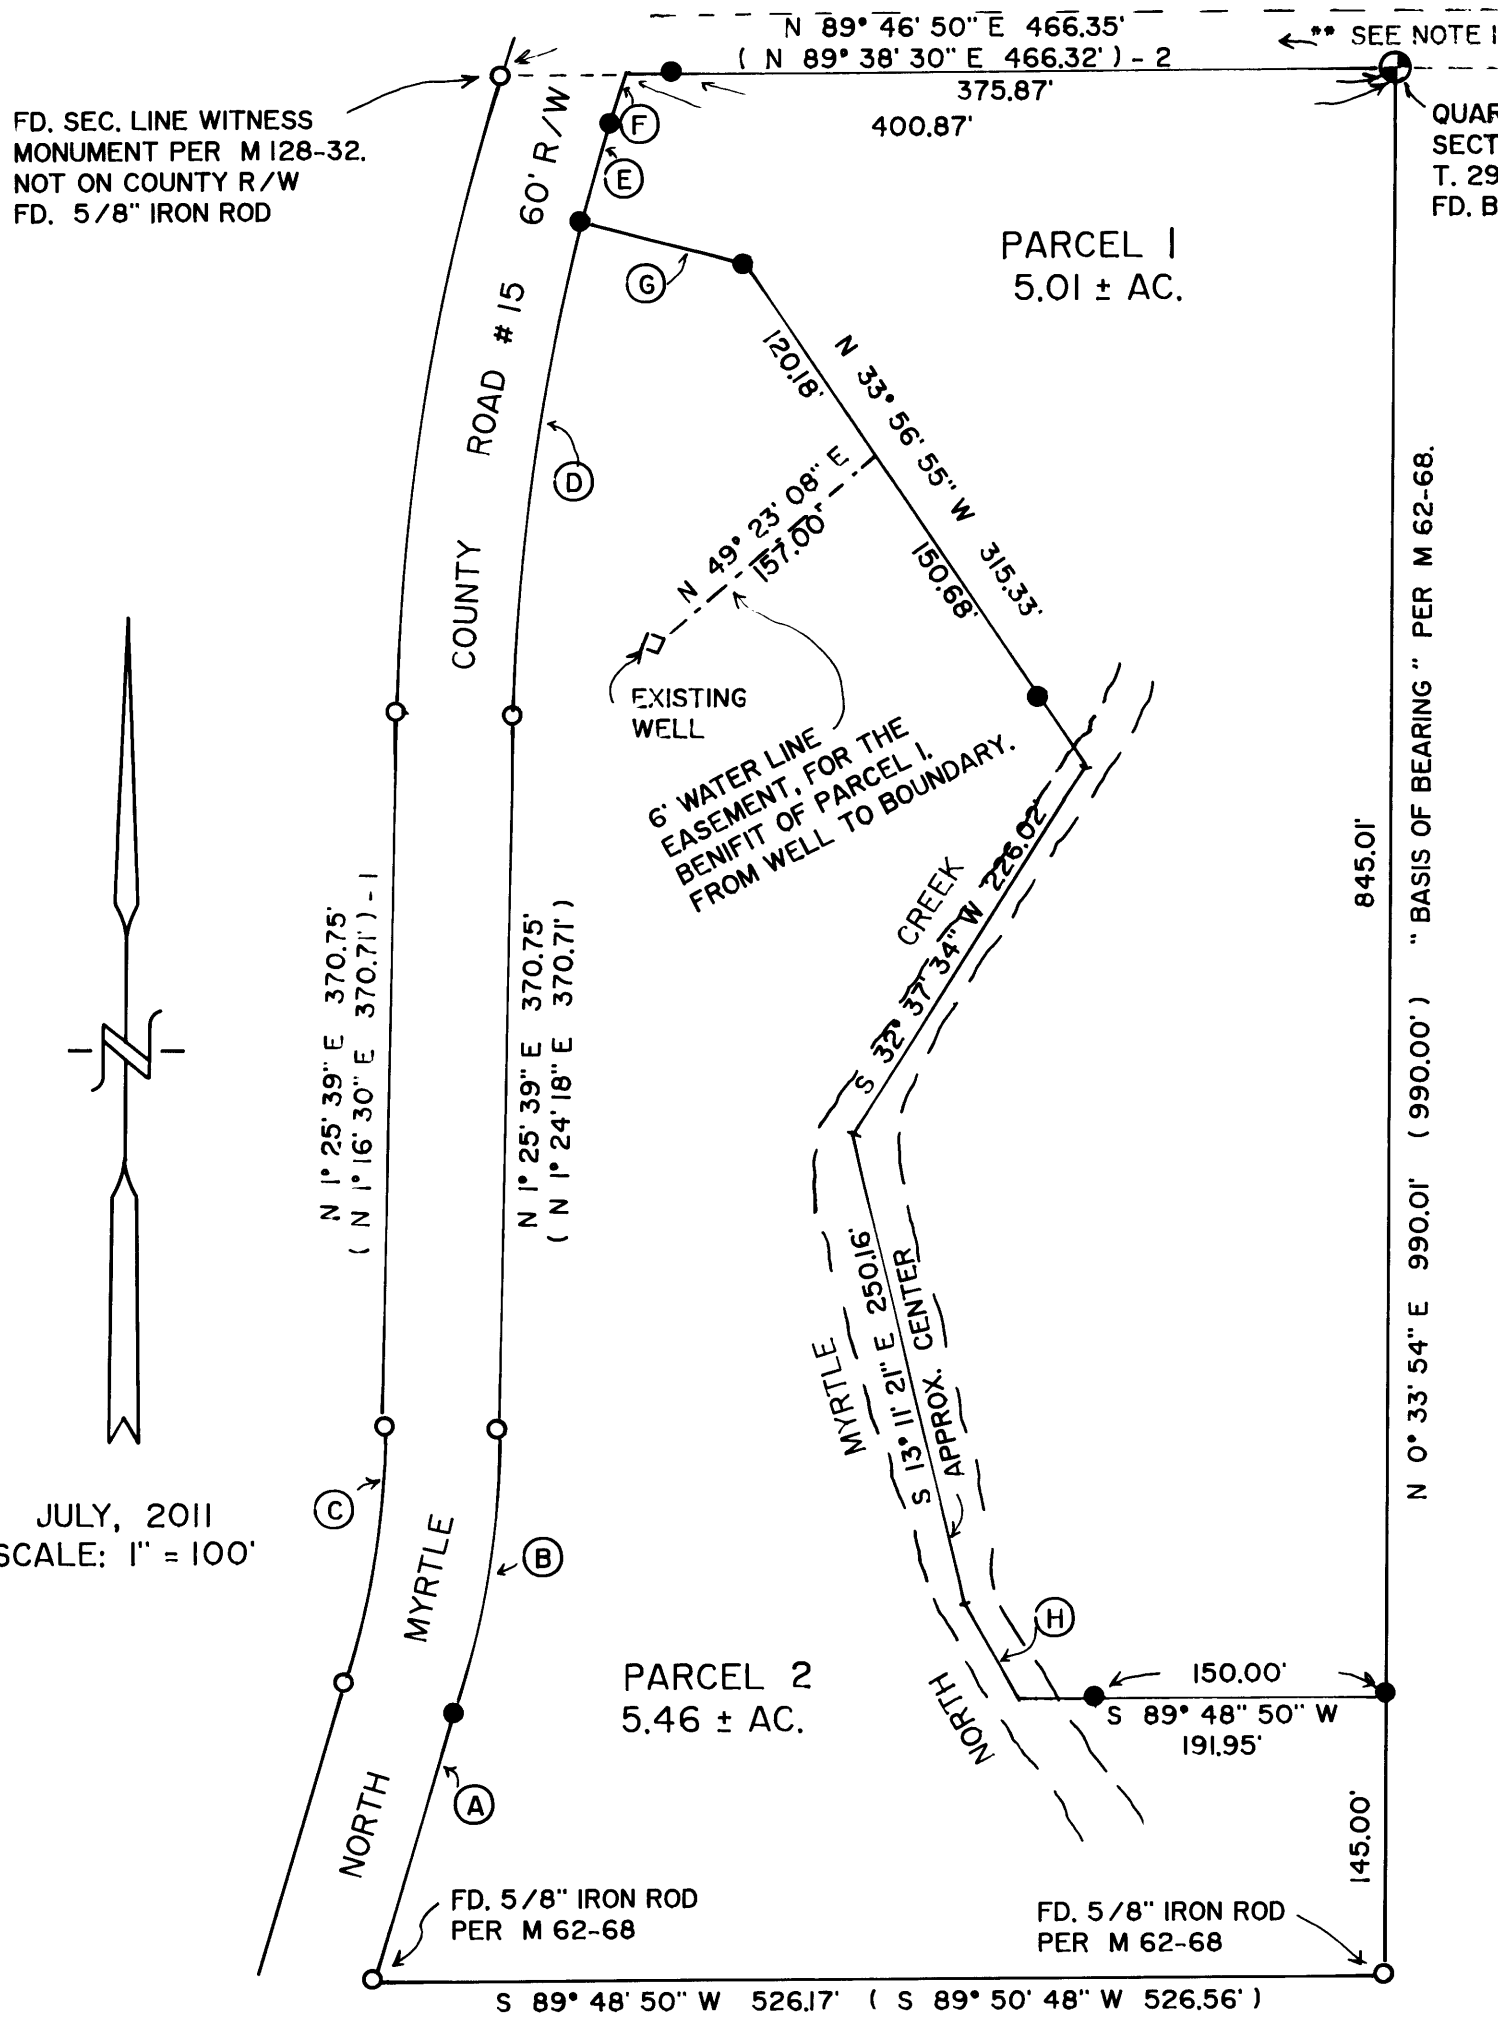 N 89° 46' 50" E 466.35'
( N 89° 38' 30" E 466.32' ) - 2
** SEE NOTE
375.87'
400.87'
FD. SEC. LINE WITNESS
MONUMENT PER M 128-32.
NOT ON COUNTY R/W
FD. 5/8" IRON ROD
60' R/W
F
E
QUAR
SECT
T. 29
FD. B
PARCEL 1
5.01 ± AC.
G
COUNTY ROAD # 15
D
120.18'
N 33° 56' 55" W 315.33'
150.68'
N 49° 23' 08" E
157.00'
EXISTING
WELL
6' WATER LINE
EASEMENT, FOR THE
BENIFIT OF PARCEL 1.
FROM WELL TO BOUNDARY.
845.01'
N 0° 33' 54" E 990.01' ( 990.00' ) "BASIS OF BEARING" PER M 62-68.
CREEK
S 32° 37' 34" W 226.02'
N 1° 25' 39" E 370.75'
( N 1° 16' 30" E 370.71' ) - 1
N 1° 25' 39" E 370.75'
( N 1° 24' 18" E 370.71' )
N
MYRTLE
S 13° 11' 21" E 250.16'
APPROX. CENTER
JULY, 2011
SCALE: 1" = 100'
C
B
MYRTLE
H
NORTH
PARCEL 2
5.46 ± AC.
150.00'
S 89° 48" 50" W
191.95'
A
NORTH
145.00'
FD. 5/8" IRON ROD
PER M 62-68
FD. 5/8" IRON ROD
PER M 62-68
S 89° 48' 50" W 526.17' ( S 89° 50' 48" W 526.56' )